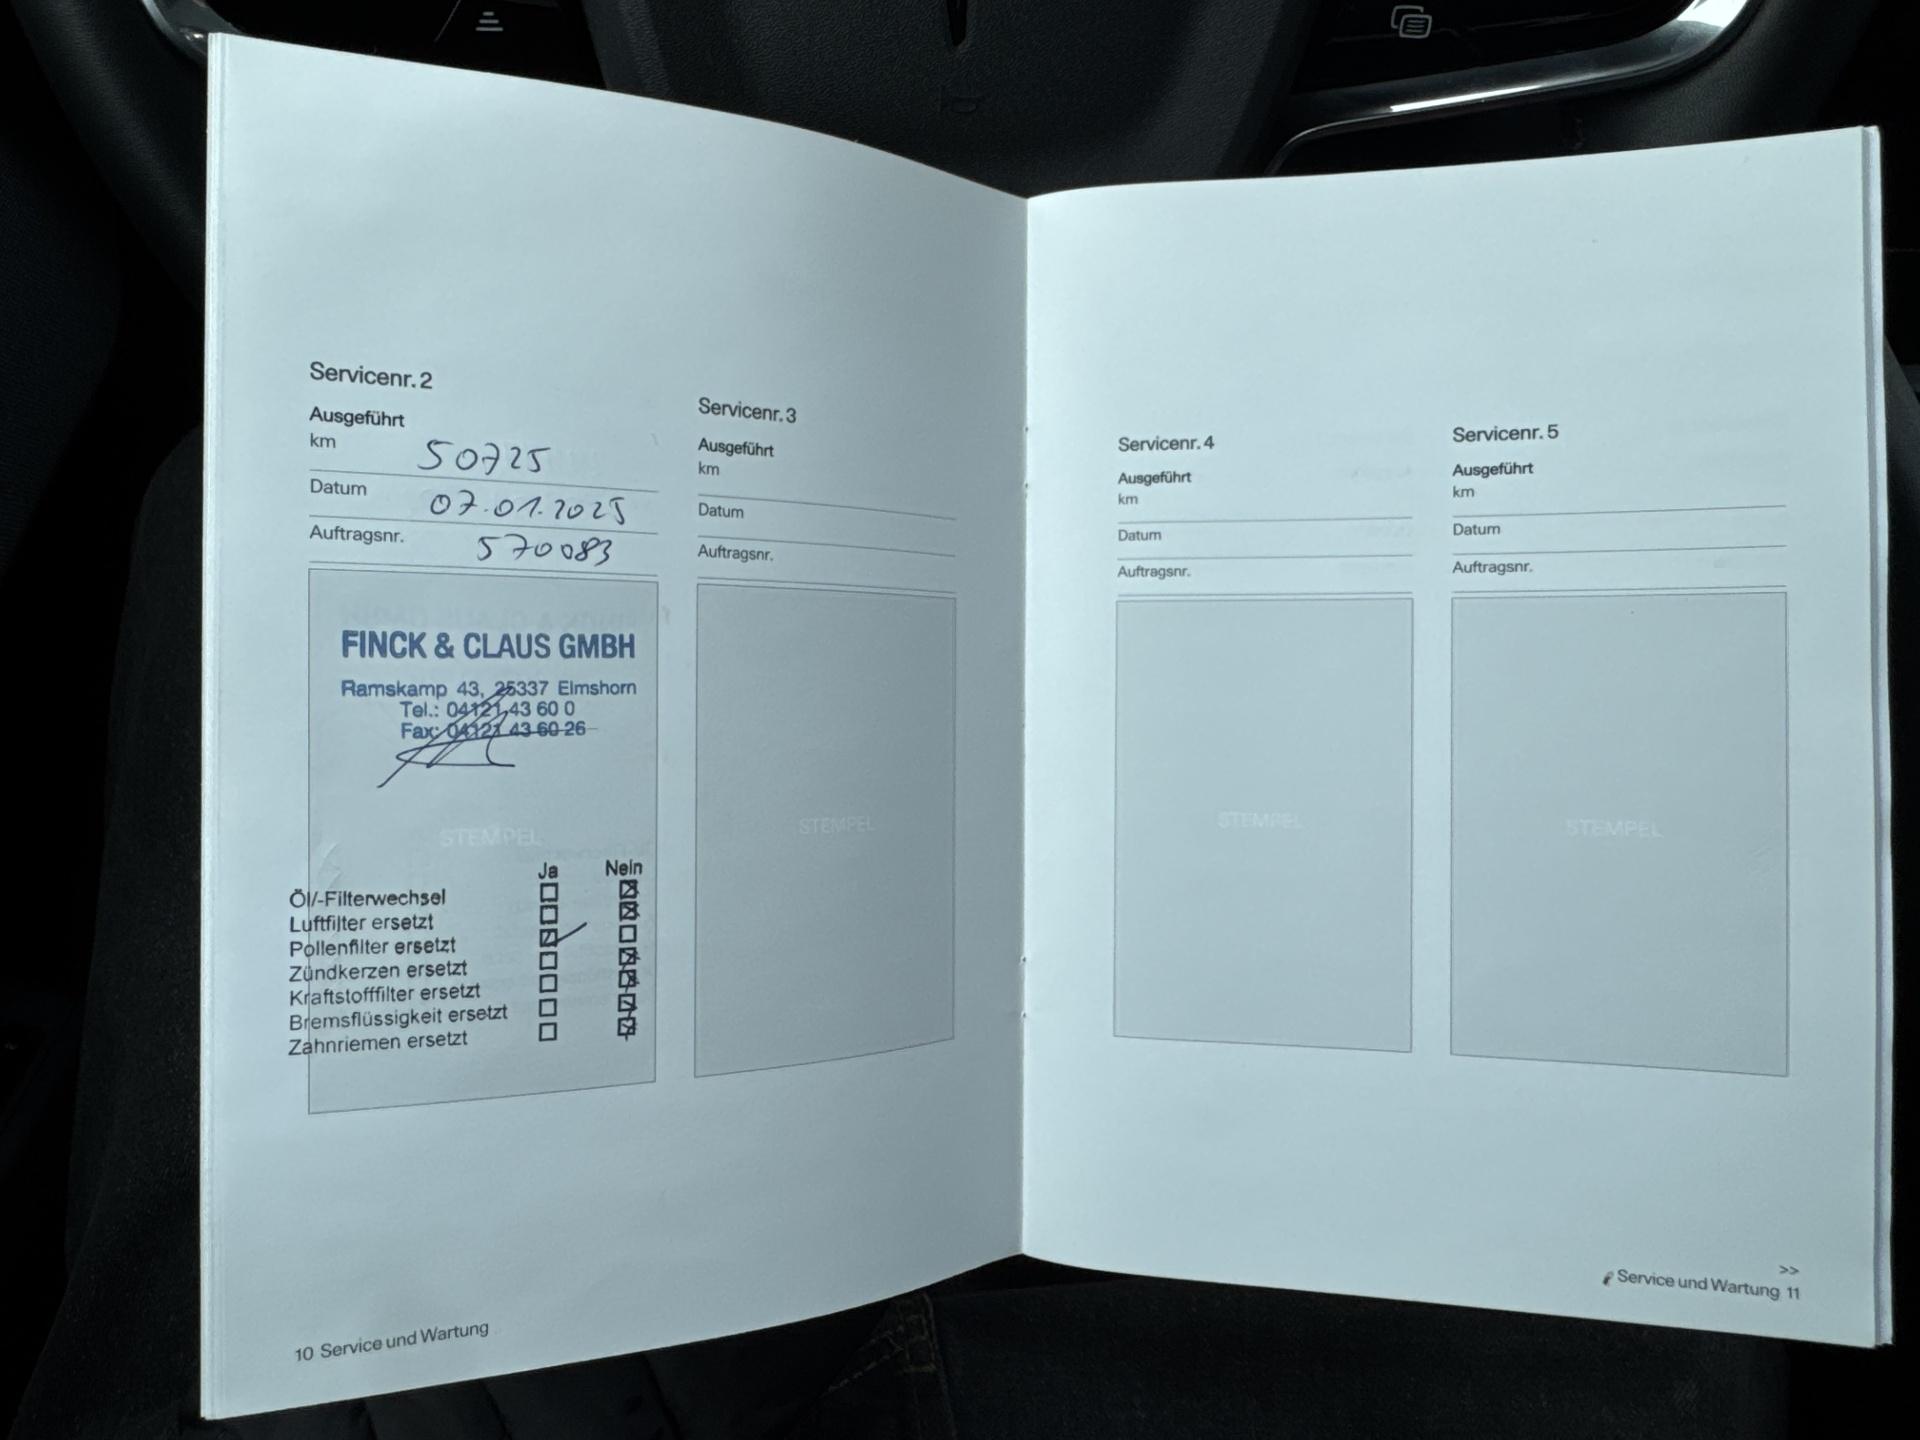 Servicenr. 2
Ausgeführt
km 50725
Datum 07.01.2025
Auftragsnr. 570083
FINCK & CLAUS GMBH
Ramskamp 43, 25337 Elmshorn
Tel.: 04121 43 60 0
Fax: 04121 43 60 26
STEMPEL
Ja Nein
Öl/-Filterwechsel
Luftfilter ersetzt
Pollenfilter ersetzt
Zündkerzen ersetzt
Kraftstofffilter ersetzt
Bremsflüssigkeit ersetzt
Zahnriemen ersetzt
Servicenr. 3
Ausgeführt
km
Datum
Auftragsnr.
STEMPEL
10 Service und Wartung
Servicenr. 4
Ausgeführt
km
Datum
Auftragsnr.
STEMPEL
Servicenr. 5
Ausgeführt
km
Datum
Auftragsnr.
STEMPEL
>>
Service und Wartung 11